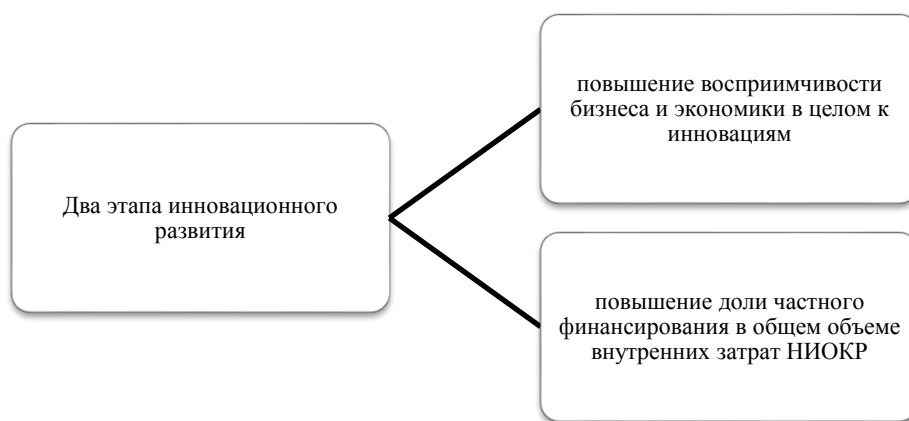 Два этапа инновационного
развития
повышение восприимчивости
бизнеса и экономики в целом к
инновациям
повышение доли частного
финансирования в общем объеме
внутренних затрат НИОКР